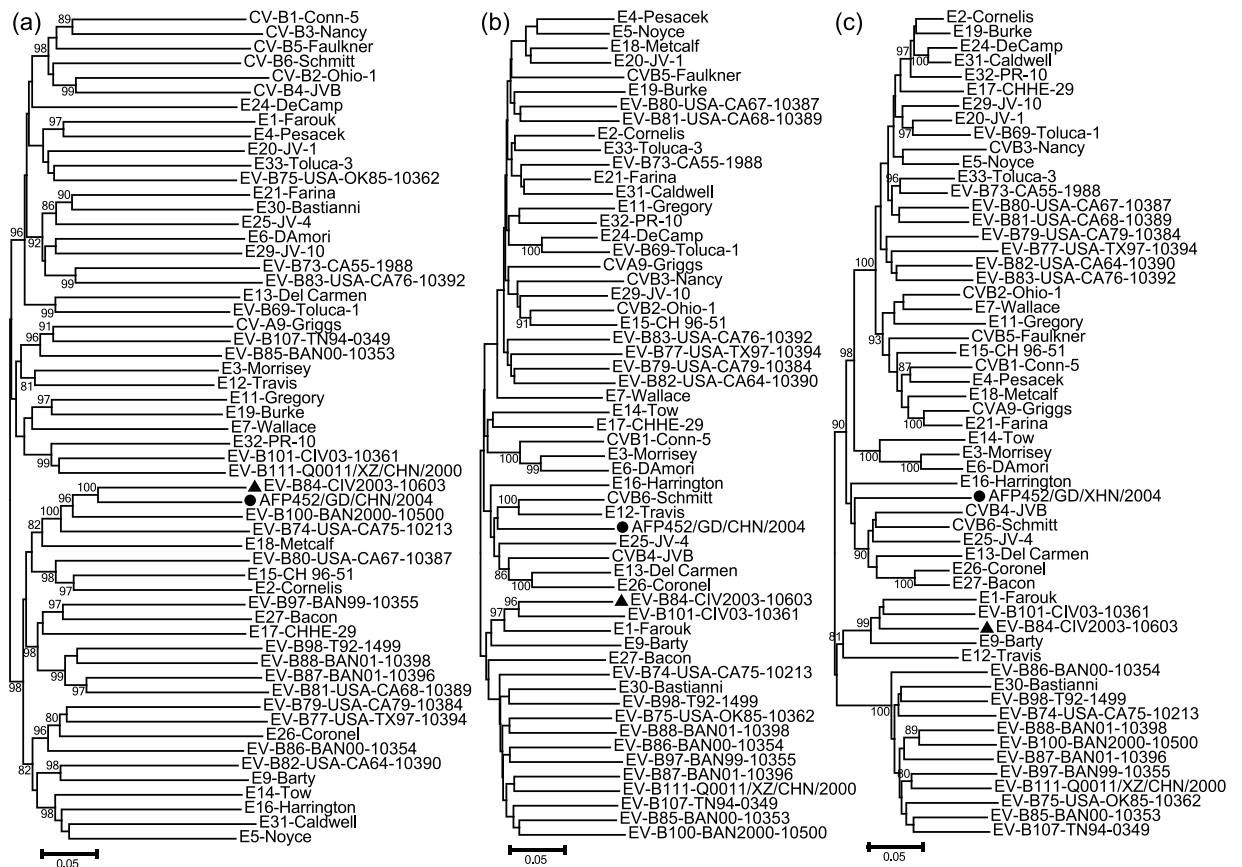 (a)
CV-B1-Conn-5
CV-B3-Nancy
CV-B5-Faulkner
CV-B6-Schmitt
CV-B2-Ohio-1
CV-B4-JVB
E24-DeCamp
E1-Farouk
E4-Pesacek
E20-JV-1
E33-Toluca-3
EV-B75-USA-OK85-10362
E21-Farina
E30-Bastianni
E25-JV-4
E6-DAmori
E29-JV-10
EV-B73-CA55-1988
EV-B83-USA-CA76-10392
E13-Del Carmen
EV-B69-Toluca-1
CV-A9-Griggs
EV-B107-TN94-0349
EV-B85-BAN00-10353
E3-Morrisey
E12-Travis
E11-Gregory
E19-Burke
E7-Wallace
E32-PR-10
EV-B101-CIV03-10361
EV-B111-Q0011/XZ/CHN/2000
EV-B84-CIV2003-10603
AFP452/GD/CHN/2004
EV-B100-BAN2000-10500
EV-B74-USA-CA75-10213
E18-Metcalf
EV-B80-USA-CA67-10387
E15-CH 96-51
E2-Cornelis
EV-B97-BAN99-10355
E27-Bacon
E17-CHHE-29
EV-B98-T92-1499
EV-B88-BAN01-10398
EV-B87-BAN01-10396
EV-B81-USA-CA68-10389
EV-B79-USA-CA79-10384
EV-B77-USA-TX97-10394
E26-Coronel
EV-B86-BAN00-10354
EV-B82-USA-CA64-10390
E9-Barty
E14-Tow
E16-Harrington
E31-Caldwell
E5-Noyce
89
98
99
97
90
86
92
99
96
99
91
96
81
97
99
100
96
82
98
97
97
98
99
97
98
80
96
82
98
98
0.05
(b)
E4-Pesacek
E5-Noyce
E18-Metcalf
E20-JV-1
CVB5-Faulkner
E19-Burke
EV-B80-USA-CA67-10387
EV-B81-USA-CA68-10389
E2-Cornelis
E33-Toluca-3
EV-B73-CA55-1988
E21-Farina
E31-Caldwell
E11-Gregory
E32-PR-10
E24-DeCamp
EV-B69-Toluca-1
CVA9-Griggs
CVB3-Nancy
E29-JV-10
CVB2-Ohio-1
E15-CH 96-51
EV-B83-USA-CA76-10392
EV-B77-USA-TX97-10394
EV-B79-USA-CA79-10384
EV-B82-USA-CA64-10390
E7-Wallace
E14-Tow
E17-CHHE-29
CVB1-Conn-5
E3-Morrisey
E6-DAmori
E16-Harrington
CVB6-Schmitt
E12-Travis
AFP452/GD/CHN/2004
E25-JV-4
CVB4-JVB
E13-Del Carmen
E26-Coronel
EV-B84-CIV2003-10603
EV-B101-CIV03-10361
E1-Farouk
E9-Barty
E27-Bacon
EV-B74-USA-CA75-10213
E30-Bastianni
EV-B98-T92-1499
EV-B75-USA-OK85-10362
EV-B88-BAN01-10398
EV-B86-BAN00-10354
EV-B97-BAN99-10355
EV-B87-BAN01-10396
EV-B111-Q0011/XZ/CHN/2000
EV-B107-TN94-0349
EV-B85-BAN00-10353
EV-B100-BAN2000-10500
100
91
100
99
100
86
100
96
97
0.05
(c)
E2-Cornelis
E19-Burke
E24-DeCamp
E31-Caldwell
E32-PR-10
E17-CHHE-29
E29-JV-10
E20-JV-1
EV-B69-Toluca-1
CVB3-Nancy
E5-Noyce
E33-Toluca-3
EV-B73-CA55-1988
EV-B80-USA-CA67-10387
EV-B81-USA-CA68-10389
EV-B79-USA-CA79-10384
EV-B77-USA-TX97-10394
EV-B82-USA-CA64-10390
EV-B83-USA-CA76-10392
CVB2-Ohio-1
E7-Wallace
E11-Gregory
CVB5-Faulkner
E15-CH 96-51
CVB1-Conn-5
E4-Pesacek
E18-Metcalf
CVA9-Griggs
E21-Farina
E14-Tow
E3-Morrisey
E6-DAmori
E16-Harrington
AFP452/GD/XHN/2004
CVB4-JVB
CVB6-Schmitt
E25-JV-4
E13-Del Carmen
E26-Coronel
E27-Bacon
E1-Farouk
EV-B101-CIV03-10361
EV-B84-CIV2003-10603
E9-Barty
E12-Travis
EV-B86-BAN00-10354
E30-Bastianni
EV-B98-T92-1499
EV-B74-USA-CA75-10213
EV-B88-BAN01-10398
EV-B100-BAN2000-10500
EV-B87-BAN01-10396
EV-B97-BAN99-10355
EV-B111-Q0011/XZ/CHN/2000
EV-B75-USA-OK85-10362
EV-B85-BAN00-10353
EV-B107-TN94-0349
97
100
97
96
100
93
87
100
98
100
100
90
90
100
99
81
100
89
80
0.05